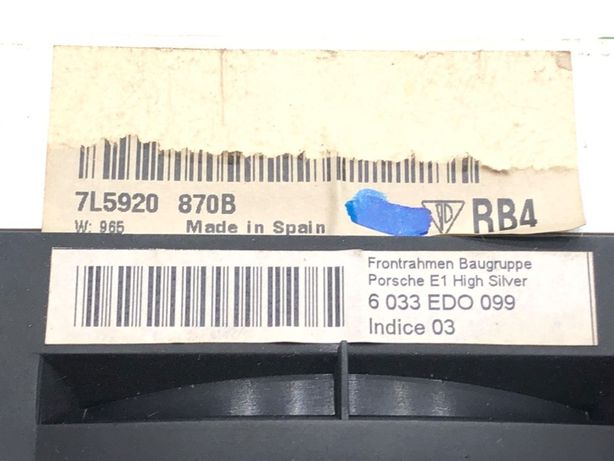 7L5920 870B
W: 965 Made in Spain RB4
Frontrahmen Baugruppe
Porsche E1 High Silver
6 033 EDO 099
Indice 03